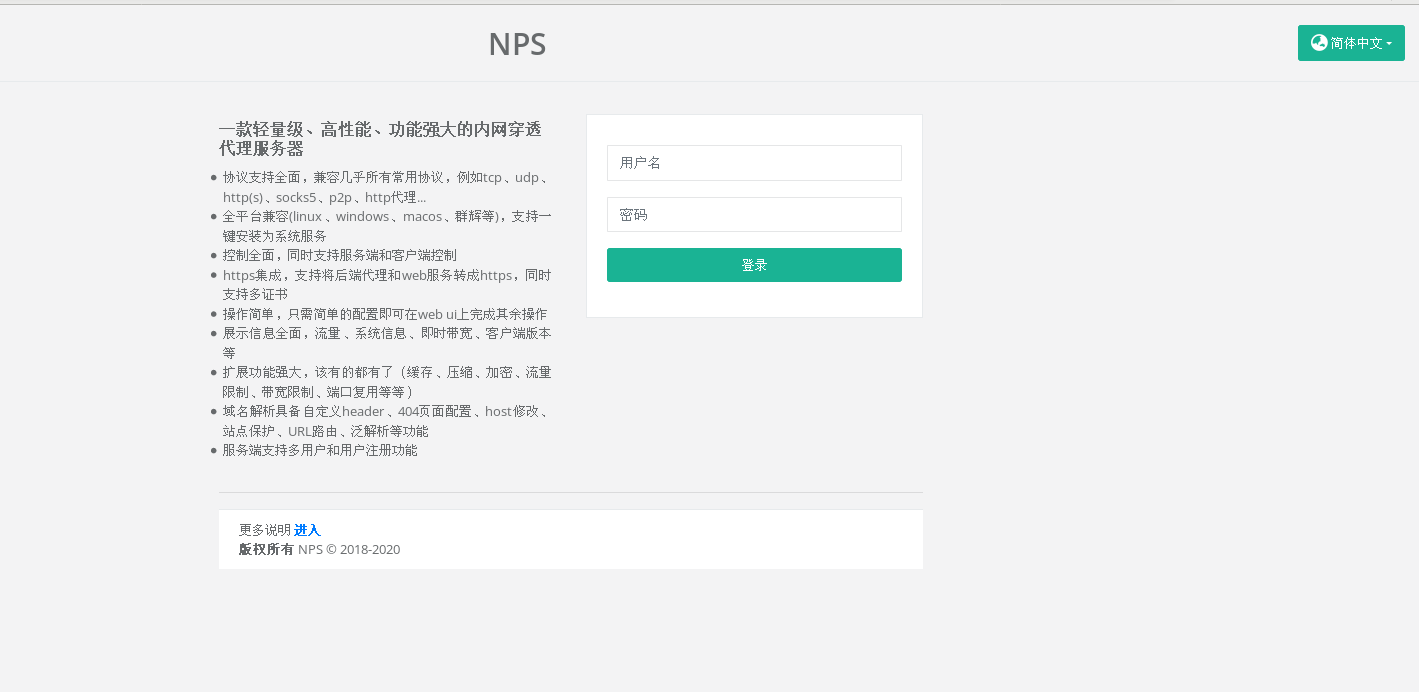 NPS
简体中文
一款轻量级、高性能、功能强大的内网穿透
代理服务器
协议支持全面，兼容几乎所有常用协议，例如tcp、udp、
http(s)、socks5、p2p、http代理...
全平台兼容(linux、windows、macos、群辉等)，支持一
键安装为系统服务
控制全面，同时支持服务端和客户端控制
https集成，支持将后端代理和web服务转成https，同时
支持多证书
操作简单，只需简单的配置即可在web ui上完成其余操作
展示信息全面，流量、系统信息、即时带宽、客户端版本
等
扩展功能强大，该有的都有了（缓存、压缩、加密、流量
限制、带宽限制、端口复用等等）
域名解析具备自定义header、404页面配置、host修改、
站点保护、URL路由、泛解析等功能
服务端支持多用户和用户注册功能
用户名
密码
登录
更多说明 进入
版权所有 NPS © 2018-2020